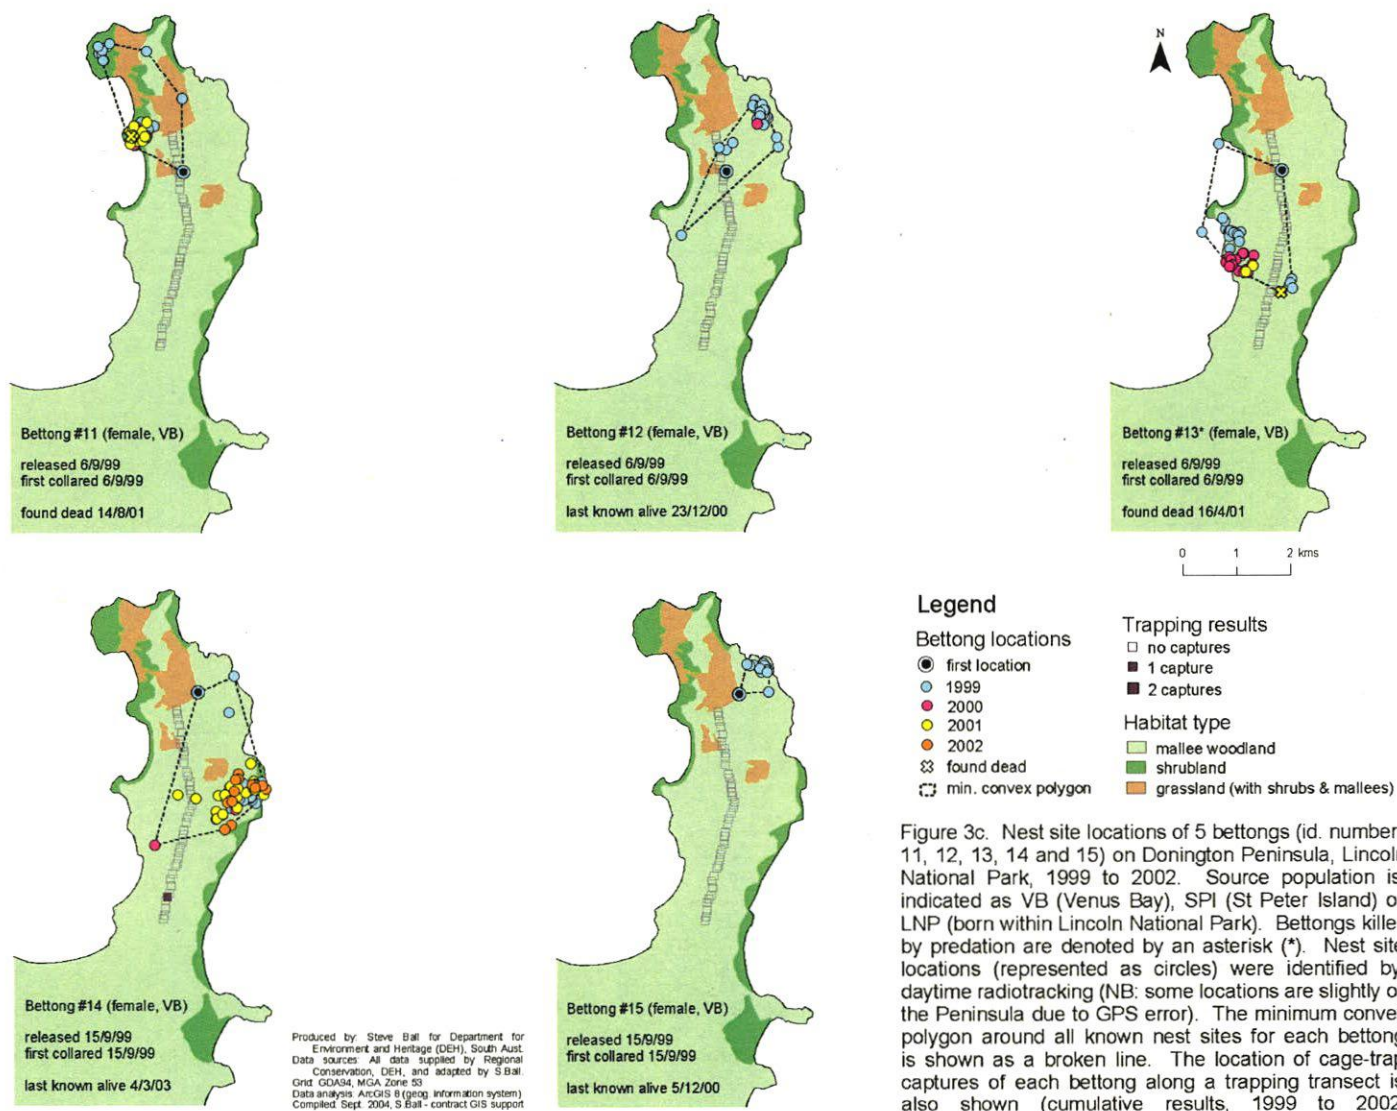 Bettong #11 (female, VB)
released 6/9/99
first collared 6/9/99
found dead 14/8/01
Bettong #12 (female, VB)
released 6/9/99
first collared 6/9/99
last known alive 23/12/00
N
Bettong #13* (female, VB)
released 6/9/99
first collared 6/9/99
found dead 16/4/01
0 1 2 kms
Bettong #14 (female, VB)
released 15/9/99
first collared 15/9/99
last known alive 4/3/03
Produced by: Steve Ball for Department for
Environment and Heritage (DEH), South Aust.
Data sources: All data supplied by Regional
Conservation, DEH, and adapted by S.Ball.
Grid: GDA94, MGA Zone 53
Data analysis: ArcGIS 8 (geog. information system)
Compiled: Sept. 2004, S.Ball - contract GIS support
Bettong #15 (female, VB)
released 15/9/99
first collared 15/9/99
last known alive 5/12/00
Legend
Bettong locations
first location
1999
2000
2001
2002
found dead
min. convex polygon
Trapping results
no captures
1 capture
2 captures
Habitat type
mallee woodland
shrubland
grassland (with shrubs & mallees)
Figure 3c. Nest site locations of 5 bettongs (id. number
11, 12, 13, 14 and 15) on Donington Peninsula, Lincoln
National Park, 1999 to 2002. Source population is
indicated as VB (Venus Bay), SPI (St Peter Island) o
LNP (born within Lincoln National Park). Bettongs kille
by predation are denoted by an asterisk (*). Nest site
locations (represented as circles) were identified by
daytime radiotracking (NB: some locations are slightly o
the Peninsula due to GPS error). The minimum conve
polygon around all known nest sites for each bettong
is shown as a broken line. The location of cage-trap
captures of each bettong along a trapping transect is
also shown (cumulative results, 1999 to 2002